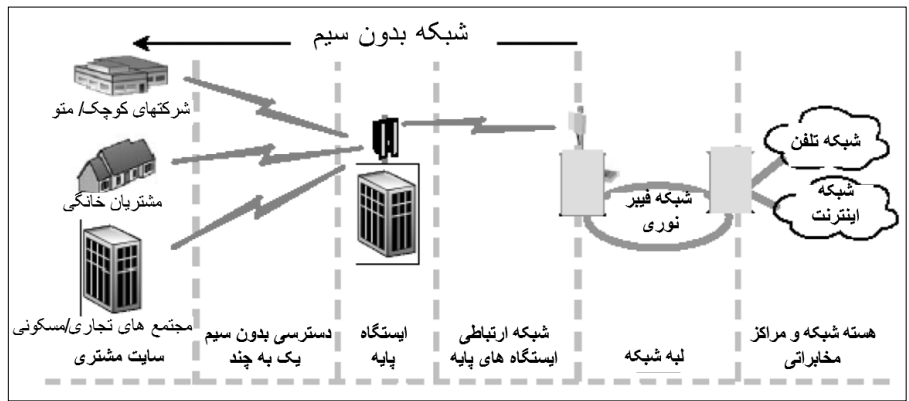 شبکه بدون سیم
شرکتهای کوچک/ متو
مشتریان خانگی
مجتمع های تجاری/مسکونی
شبکه تلفن
شبکه
اینترنت
شبکه فیبر
نوری
هسته شبکه و مراکز
مخابراتی
لبه شبکه
شبکه ارتباطی
ایستگاه های پایه
ایستگاه
پایه
دسترسی بدون سیم
یک به چند
سایت مشتری